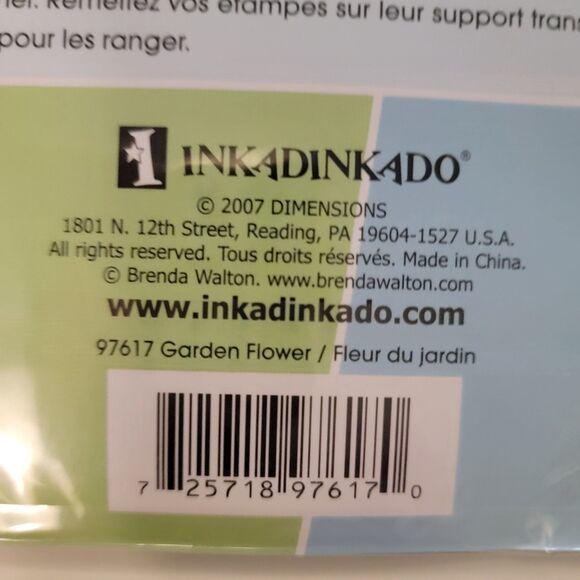 Remettez vos étampes sur leur support
pour les ranger.
INKADINKADO®
© 2007 DIMENSIONS
1801 N. 12th Street, Reading, PA 19604-1527 U.S.A.
All rights reserved. Tous droits réservés. Made in China.
© Brenda Walton. www.brendawalton.com
www.inkadinkado.com
97617 Garden Flower / Fleur du jardin
7 25718 97617 0